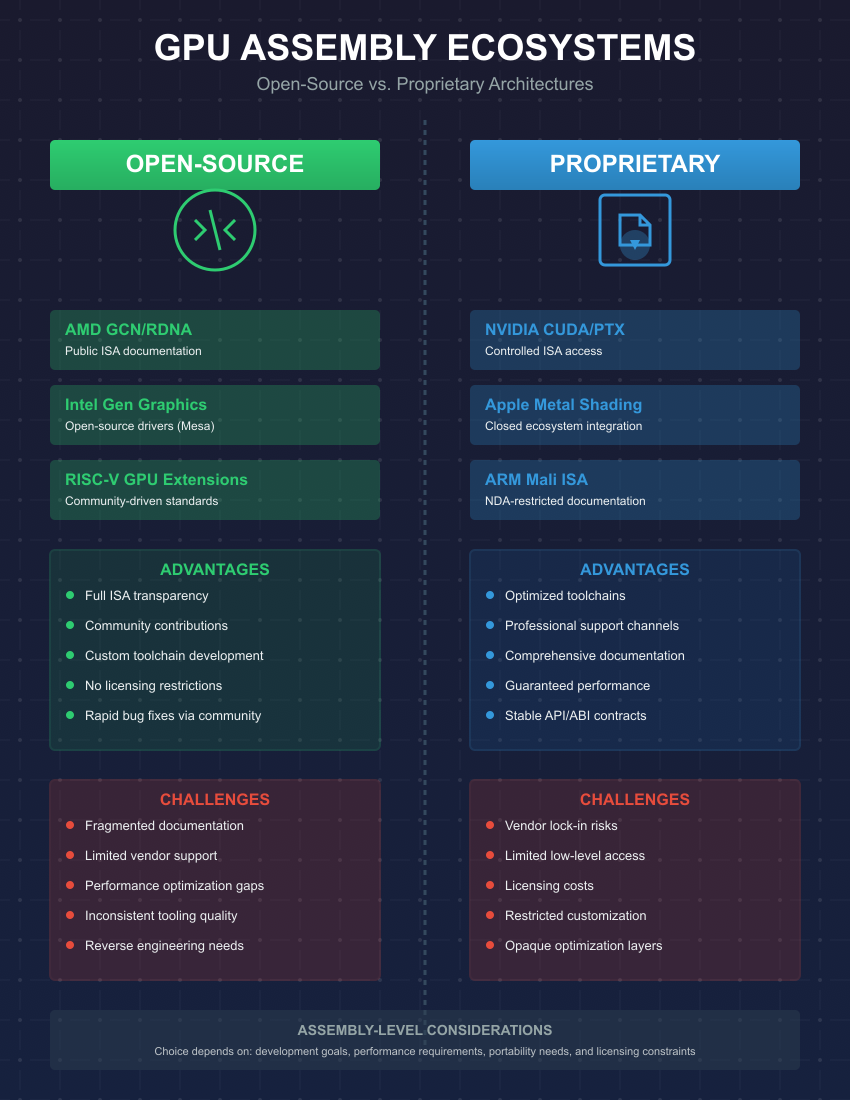 GPU ASSEMBLY ECOSYSTEMS
Open-Source vs. Proprietary Architectures
OPEN-SOURCE
AMD GCN/RDNA
Public ISA documentation
Intel Gen Graphics
Open-source drivers (Mesa)
RISC-V GPU Extensions
Community-driven standards
ADVANTAGES
Full ISA transparency
Community contributions
Custom toolchain development
No licensing restrictions
Rapid bug fixes via community
CHALLENGES
Fragmented documentation
Limited vendor support
Performance optimization gaps
Inconsistent tooling quality
Reverse engineering needs
PROPRIETARY
NVIDIA CUDA/PTX
Controlled ISA access
Apple Metal Shading
Closed ecosystem integration
ARM Mali ISA
NDA-restricted documentation
ADVANTAGES
Optimized toolchains
Professional support channels
Comprehensive documentation
Guaranteed performance
Stable API/ABI contracts
CHALLENGES
Vendor lock-in risks
Limited low-level access
Licensing costs
Restricted customization
Opaque optimization layers
ASSEMBLY-LEVEL CONSIDERATIONS
Choice depends on: development goals, performance requirements, portability needs, and licensing constraints